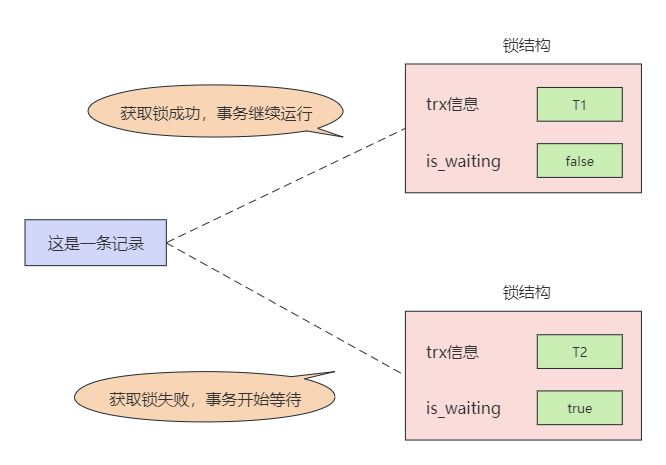 锁结构
获取锁成功，事务继续运行
trx信息
T1
is_waiting
false
这是一条记录
锁结构
trx信息
T2
获取锁失败，事务开始等待
is_waiting
true